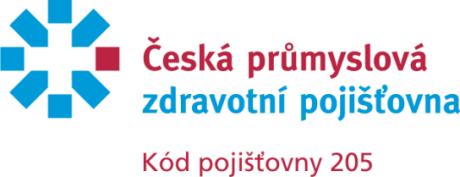 Česká průmyslová
zdravotní pojišťovna
Kód pojišťovny 205